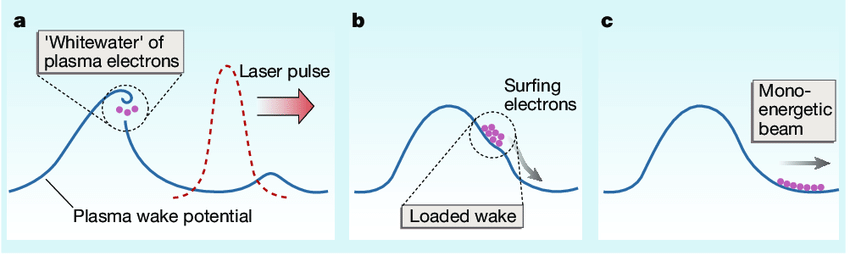 a
'Whitewater' of
plasma electrons
Laser pulse
Plasma wake potential
b
Surfing
electrons
Loaded wake
c
Mono-
energetic
beam